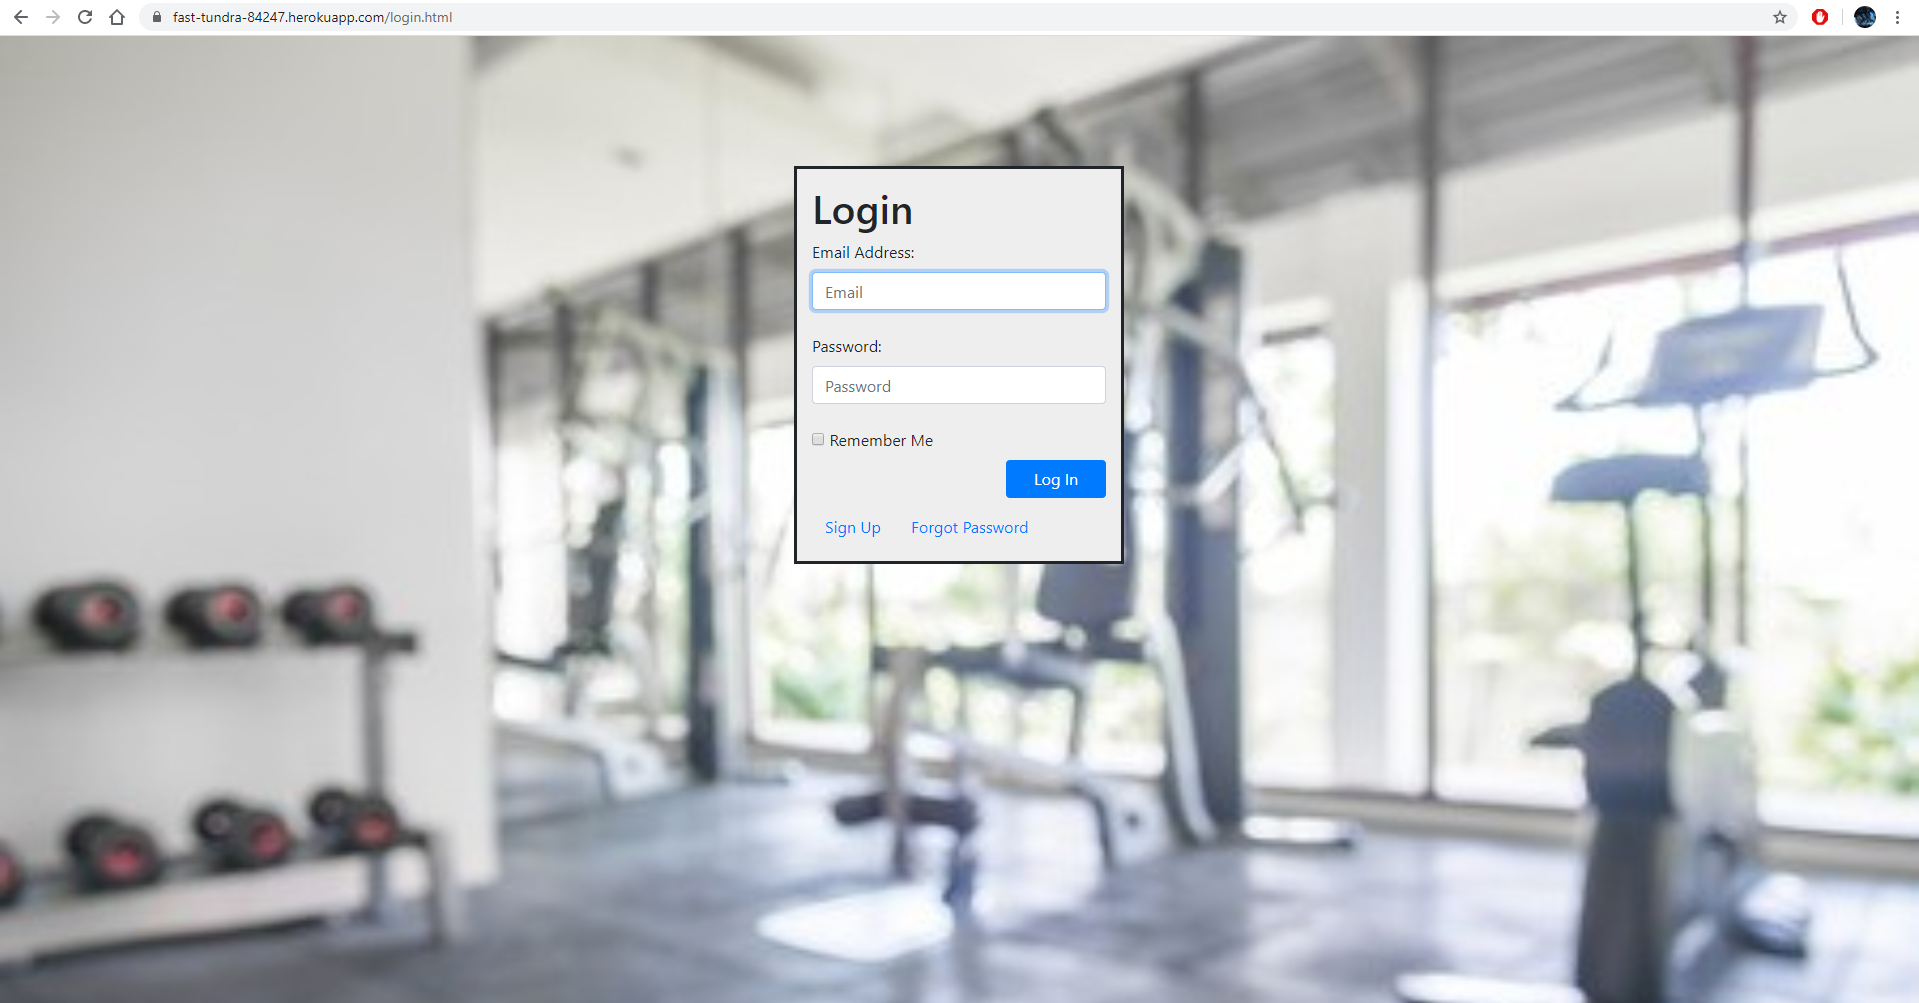 fast-tundra-84247.herokuapp.com/login.html
Login
Email Address:
Email
Password:
Password
Remember Me
Log In
Sign Up Forgot Password